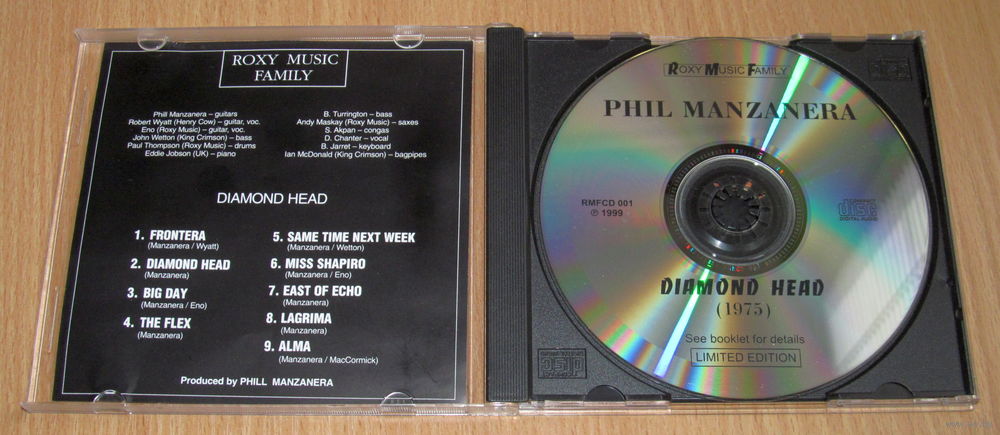 ROXY MUSIC
FAMILY
Phill Manzanera – guitars
Robert Wyatt (Henry Cow) – guitar, voc.
Eno (Roxy Music) – guitar, voc.
John Wetton (King Crimson) – bass
Paul Thompson (Roxy Music) – drums
Eddie Jobson (UK) – piano
B. Turrington – bass
Andy Maskay (Roxy Music) – saxes
S. Akpan – congas
D. Chanter – vocal
B. Jarret – keyboard
Ian McDonald (King Crimson) – bagpipes
DIAMOND HEAD
1. FRONTERA
(Manzanera / Wyatt)
2. DIAMOND HEAD
(Manzanera)
3. BIG DAY
(Manzanera / Eno)
4. THE FLEX
(Manzanera)
5. SAME TIME NEXT WEEK
(Manzanera / Wetton)
6. MISS SHAPIRO
(Manzanera / Eno)
7. EAST OF ECHO
(Manzanera)
8. LAGRIMA
(Manzanera)
9. ALMA
(Manzanera / MacCormick)
Produced by PHILL MANZANERA
ROXY MUSIC FAMILY
PHIL MANZANERA
RMFCD 001
℗ 1999
COMPACT
disc
DIGITAL AUDIO
DIAMOND HEAD
(1975)
See booklet for details
LIMITED EDITION